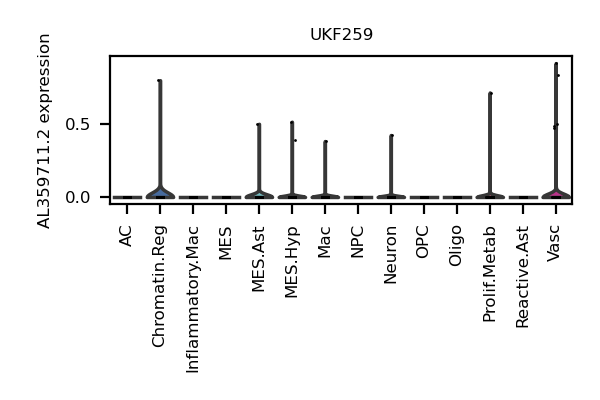 UKF259
AL359711.2 expression
0.5
0.0
AC
Chromatin.Reg
Inflammatory.Mac
MES
MES.Ast
MES.Hyp
Mac
NPC
Neuron
OPC
Oligo
Prolif.Metab
Reactive.Ast
Vasc